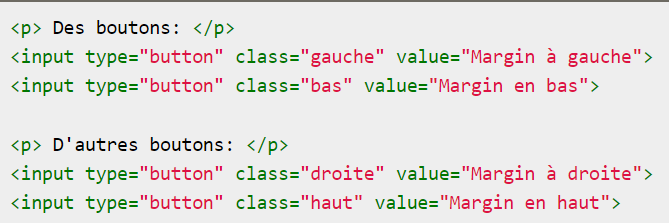 <p> Des boutons: </p>
<input type="button" class="gauche" value="Margin à gauche">
<input type="button" class="bas" value="Margin en bas">
<p> D'autres boutons: </p>
<input type="button" class="droite" value="Margin à droite">
<input type="button" class="haut" value="Margin en haut">